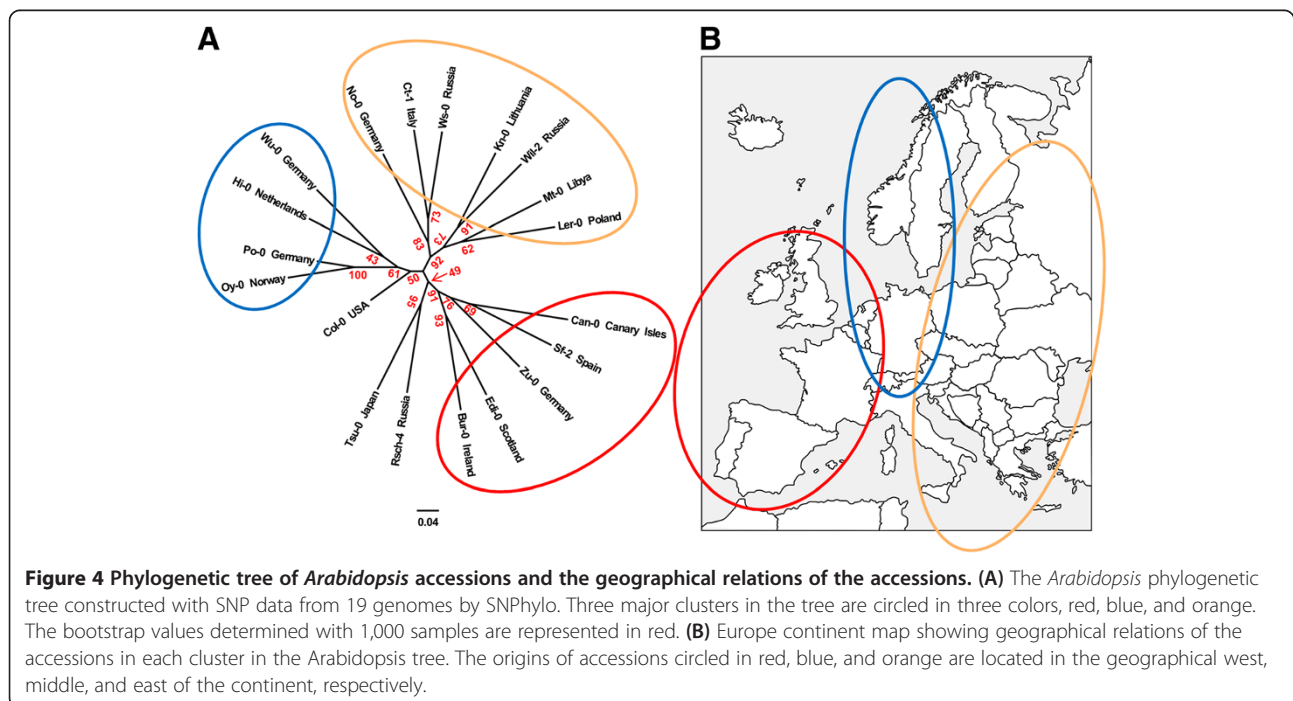 A
B
No-0 Germany
Ct-1 Italy
Ws-0 Russia
Kn-0 Lithuania
Wil-2 Russia
Mt-0 Libya
Ler-0 Poland
Wu-0 Germany
Hi-0 Netherlands
Po-0 Germany
Oy-0 Norway
Col-0 USA
Tsu-0 Japan
Rsch-4 Russia
Bur-0 Ireland
Edi-0 Scotland
Zu-0 Germany
Sf-2 Spain
Can-0 Canary Isles
73
83
73
91
62
92
49
43
61
100
50
95
91
76
69
93
0.04
Figure 4 Phylogenetic tree of Arabidopsis accessions and the geographical relations of the accessions. (A) The Arabidopsis phylogenetic
tree constructed with SNP data from 19 genomes by SNPhylo. Three major clusters in the tree are circled in three colors, red, blue, and orange.
The bootstrap values determined with 1,000 samples are represented in red. (B) Europe continent map showing geographical relations of the
accessions in each cluster in the Arabidopsis tree. The origins of accessions circled in red, blue, and orange are located in the geographical west,
middle, and east of the continent, respectively.